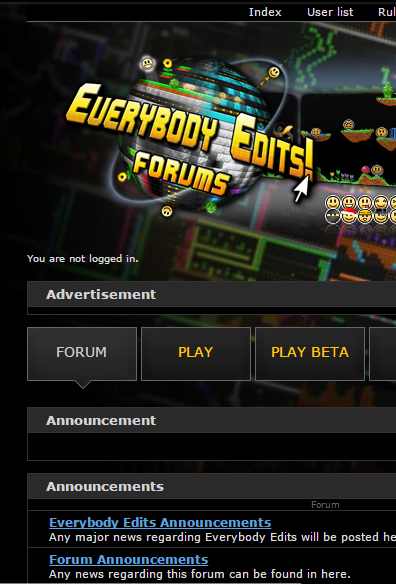 Index User list Rul
EVERYBODY EDITS!
FORUMS
You are not logged in.
Advertisement
FORUM PLAY PLAY BETA
Announcement
Announcements
Forum
Everybody Edits Announcements
Any major news regarding Everybody Edits will be posted he
Forum Announcements
Any news regarding this forum can be found in here.